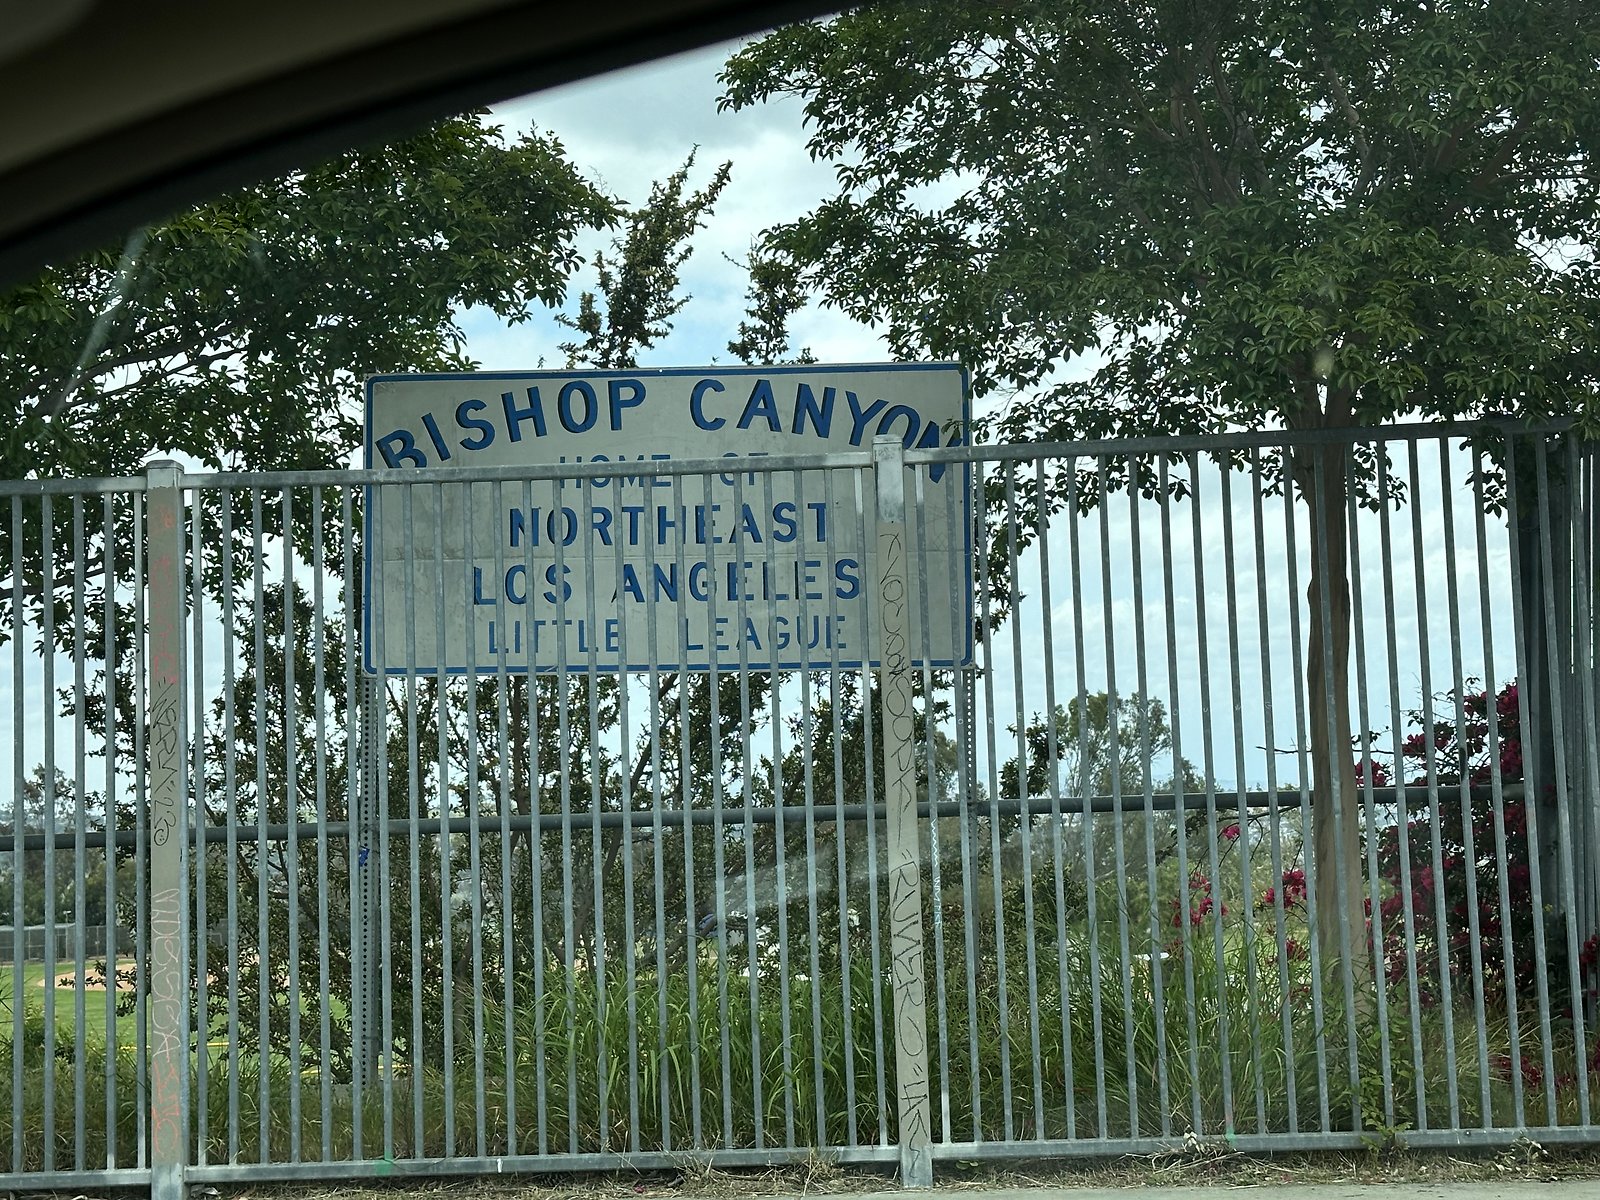 BISHOP CANYON
HOME OF
NORTHEAST
LOS ANGELES
LITTLE LEAGUE